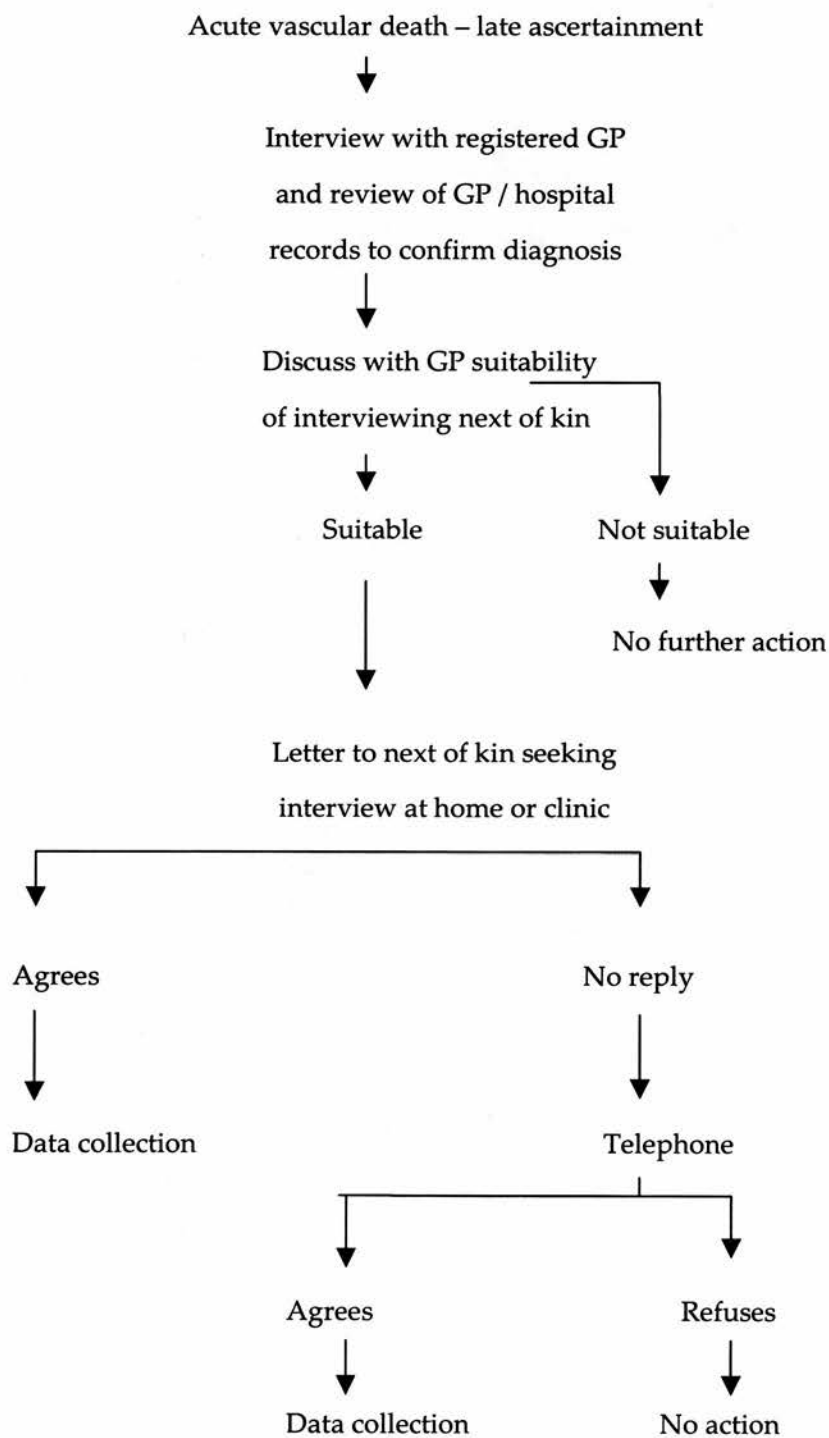 Acute vascular death – late ascertainment
Interview with registered GP
and review of GP / hospital
records to confirm diagnosis
Discuss with GP suitability
of interviewing next of kin
Suitable
Not suitable
No further action
Letter to next of kin seeking
interview at home or clinic
Agrees
No reply
Data collection
Telephone
Agrees
Refuses
Data collection
No action